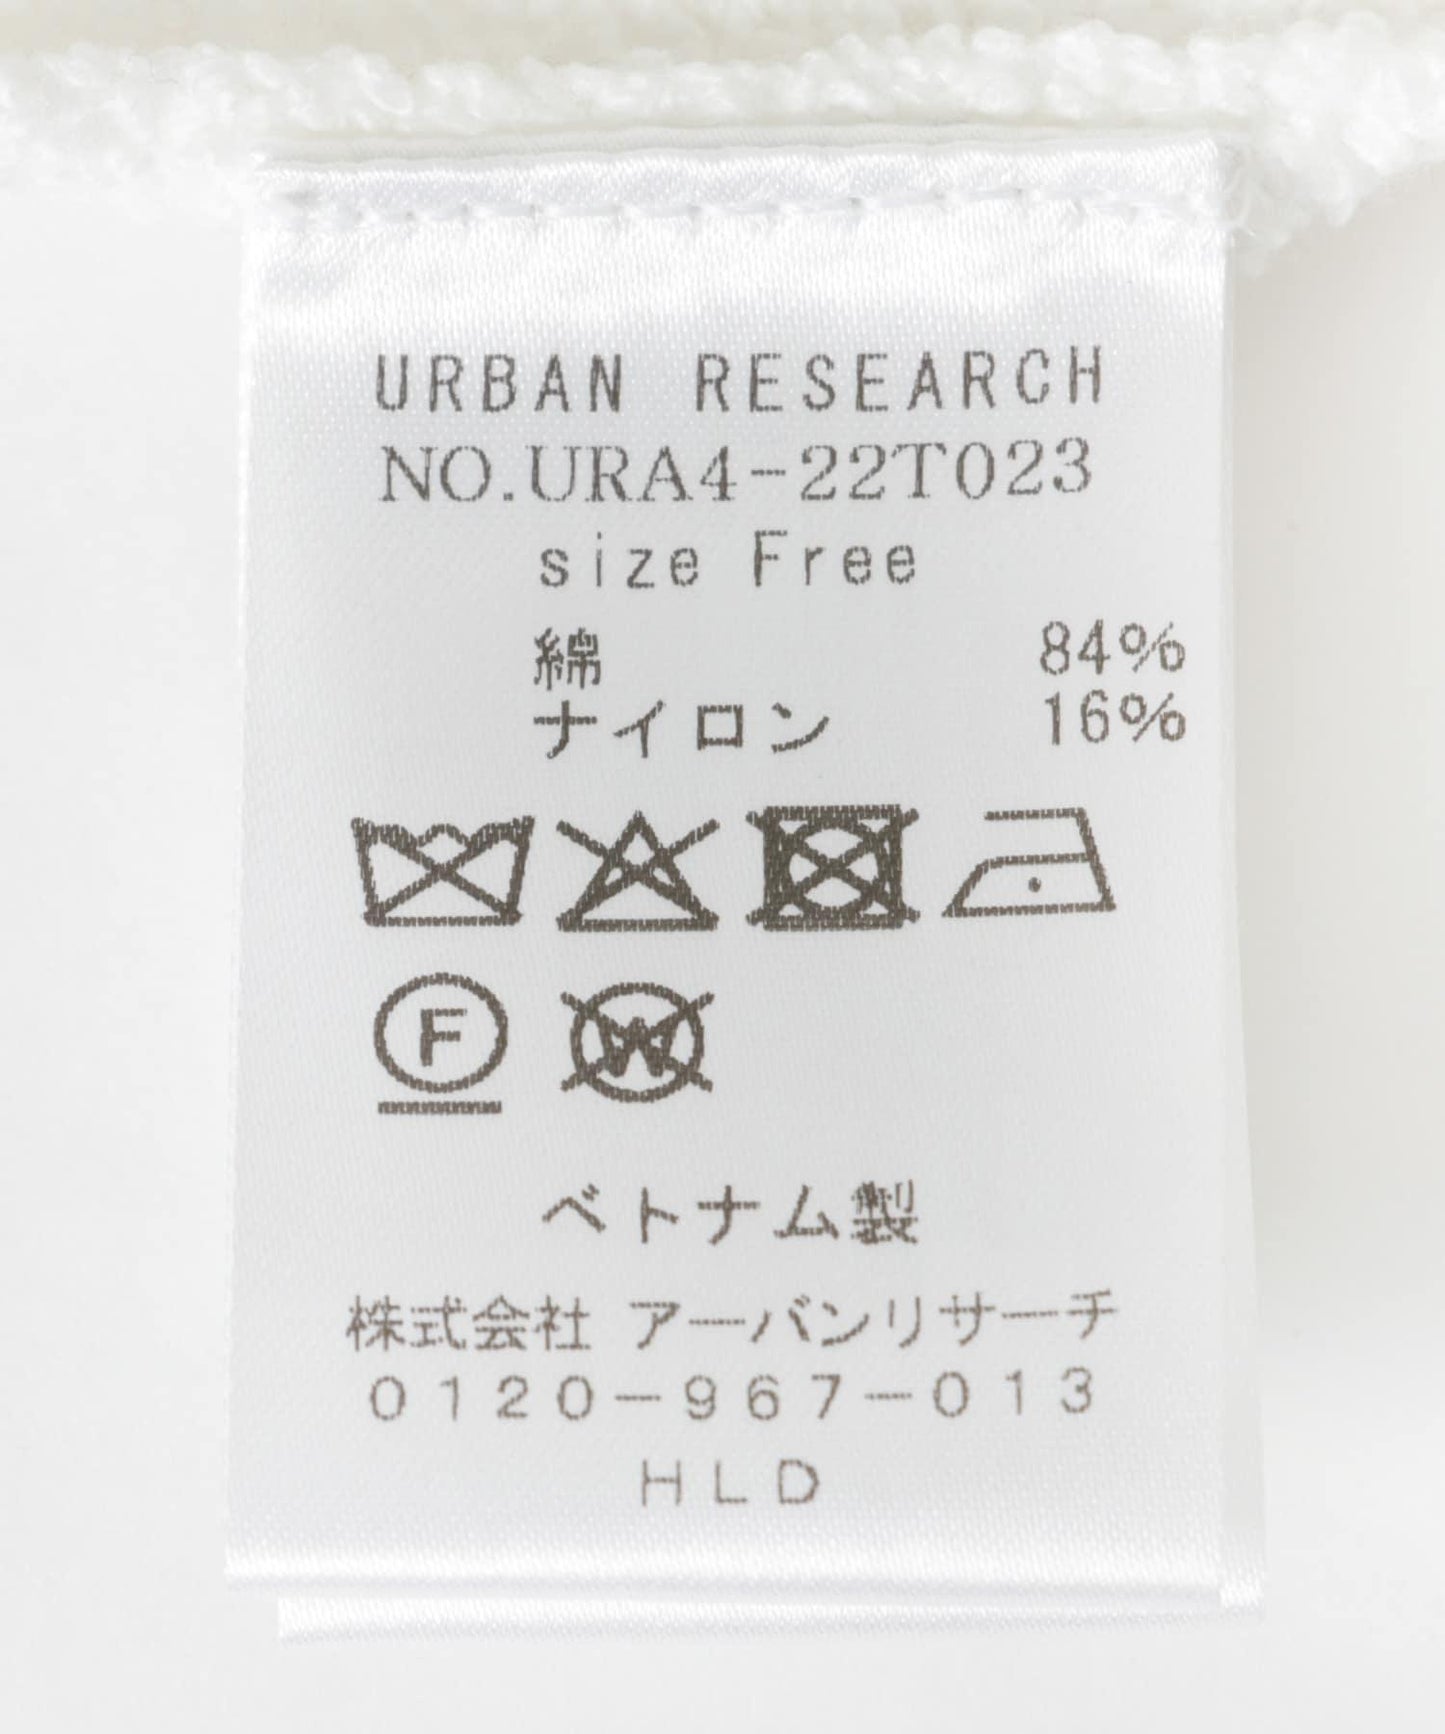 URBAN RESEARCH
NO.URA4-22T023
size Free
綿 84%
ナイロン 16%
F W
ベトナム製
株式会社 アーバンリサーチ
0120-967-013
HLD